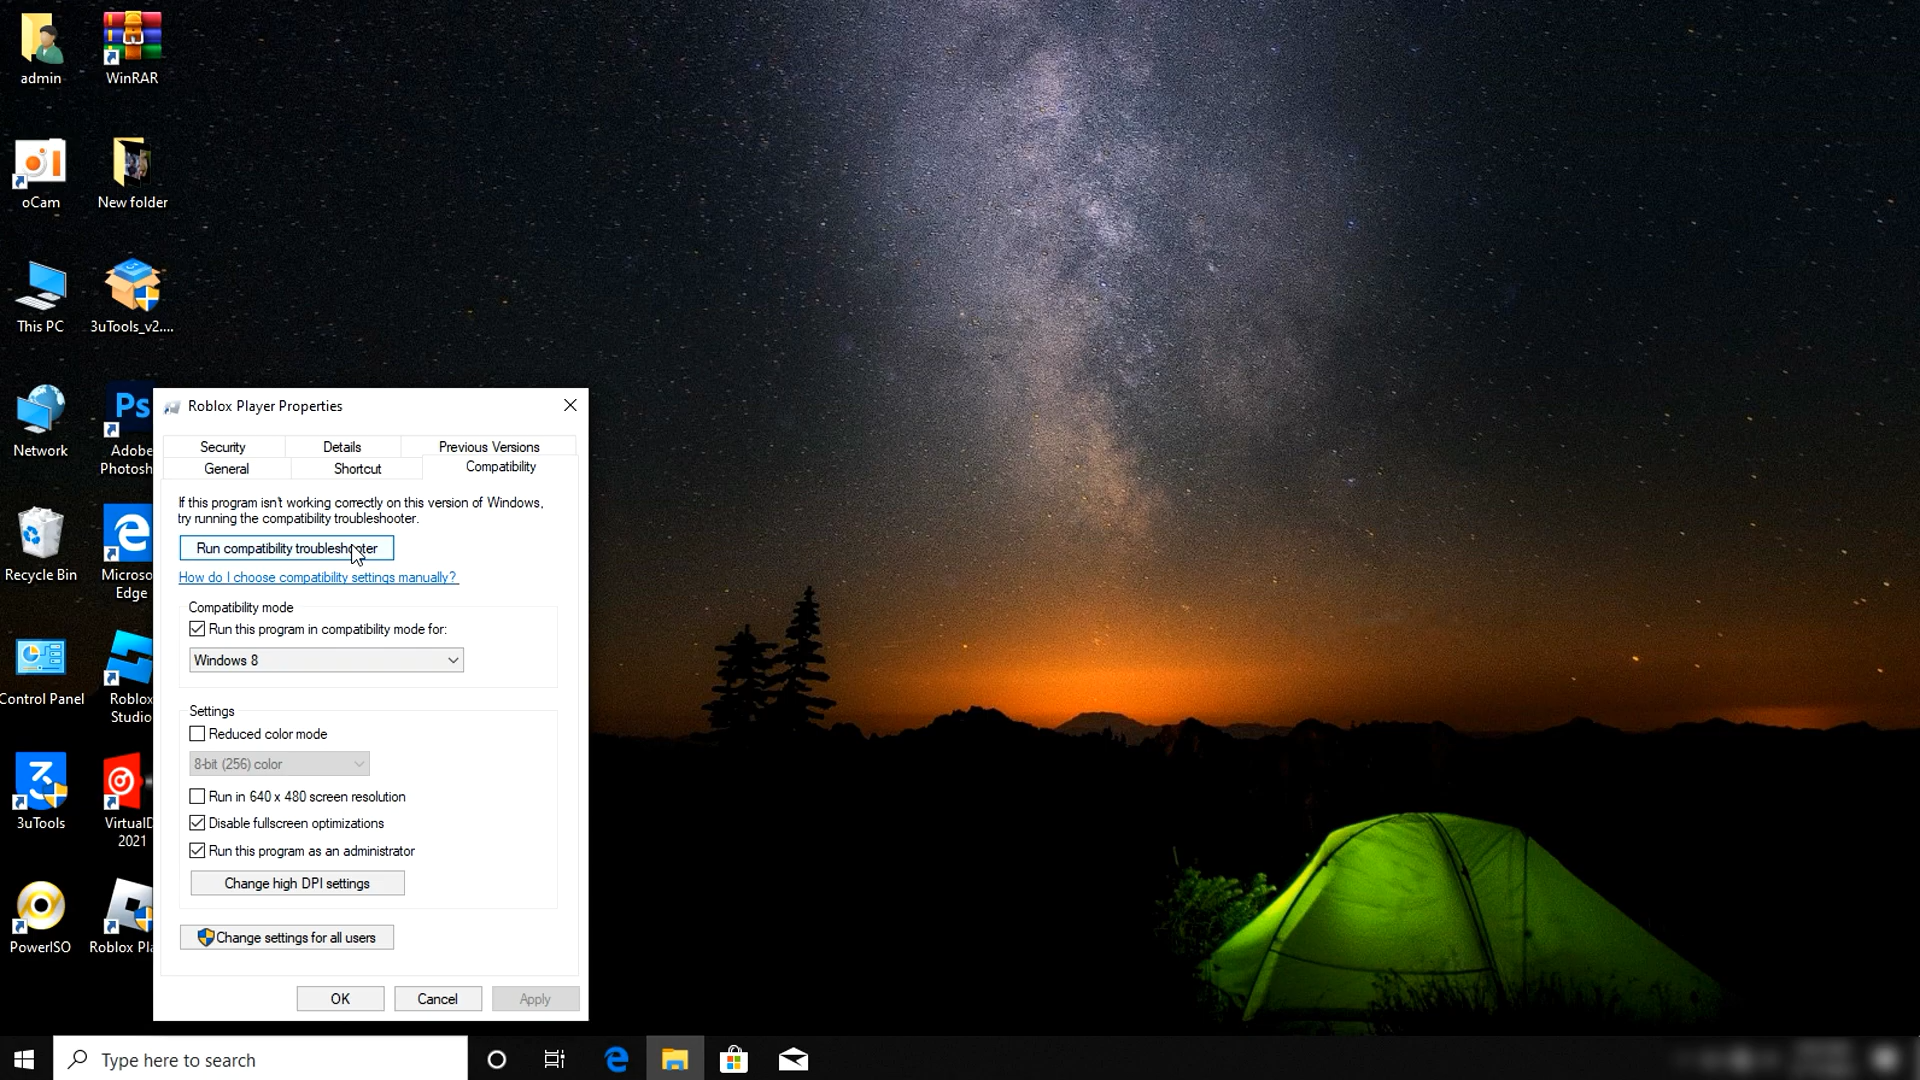 admin
WinRAR
oCam
New folder
This PC
3uTools_v2....
Network
Ps
Adobe
Photosh
Recycle Bin
Microso
Edge
Control Panel
Roblox
Studio
3uTools
VirtualD
2021
PowerISO
Roblox Pla
Roblox Player Properties
Security
Details
Previous Versions
General
Shortcut
Compatibility
If this program isn't working correctly on this version of Windows,
try running the compatibility troubleshooter.
Run compatibility troubleshooter
How do I choose compatibility settings manually?
Compatibility mode
Run this program in compatibility mode for:
Windows 8
Settings
Reduced color mode
8-bit (256) color
Run in 640 x 480 screen resolution
Disable fullscreen optimizations
Run this program as an administrator
Change high DPI settings
Change settings for all users
OK
Cancel
Apply
Type here to search